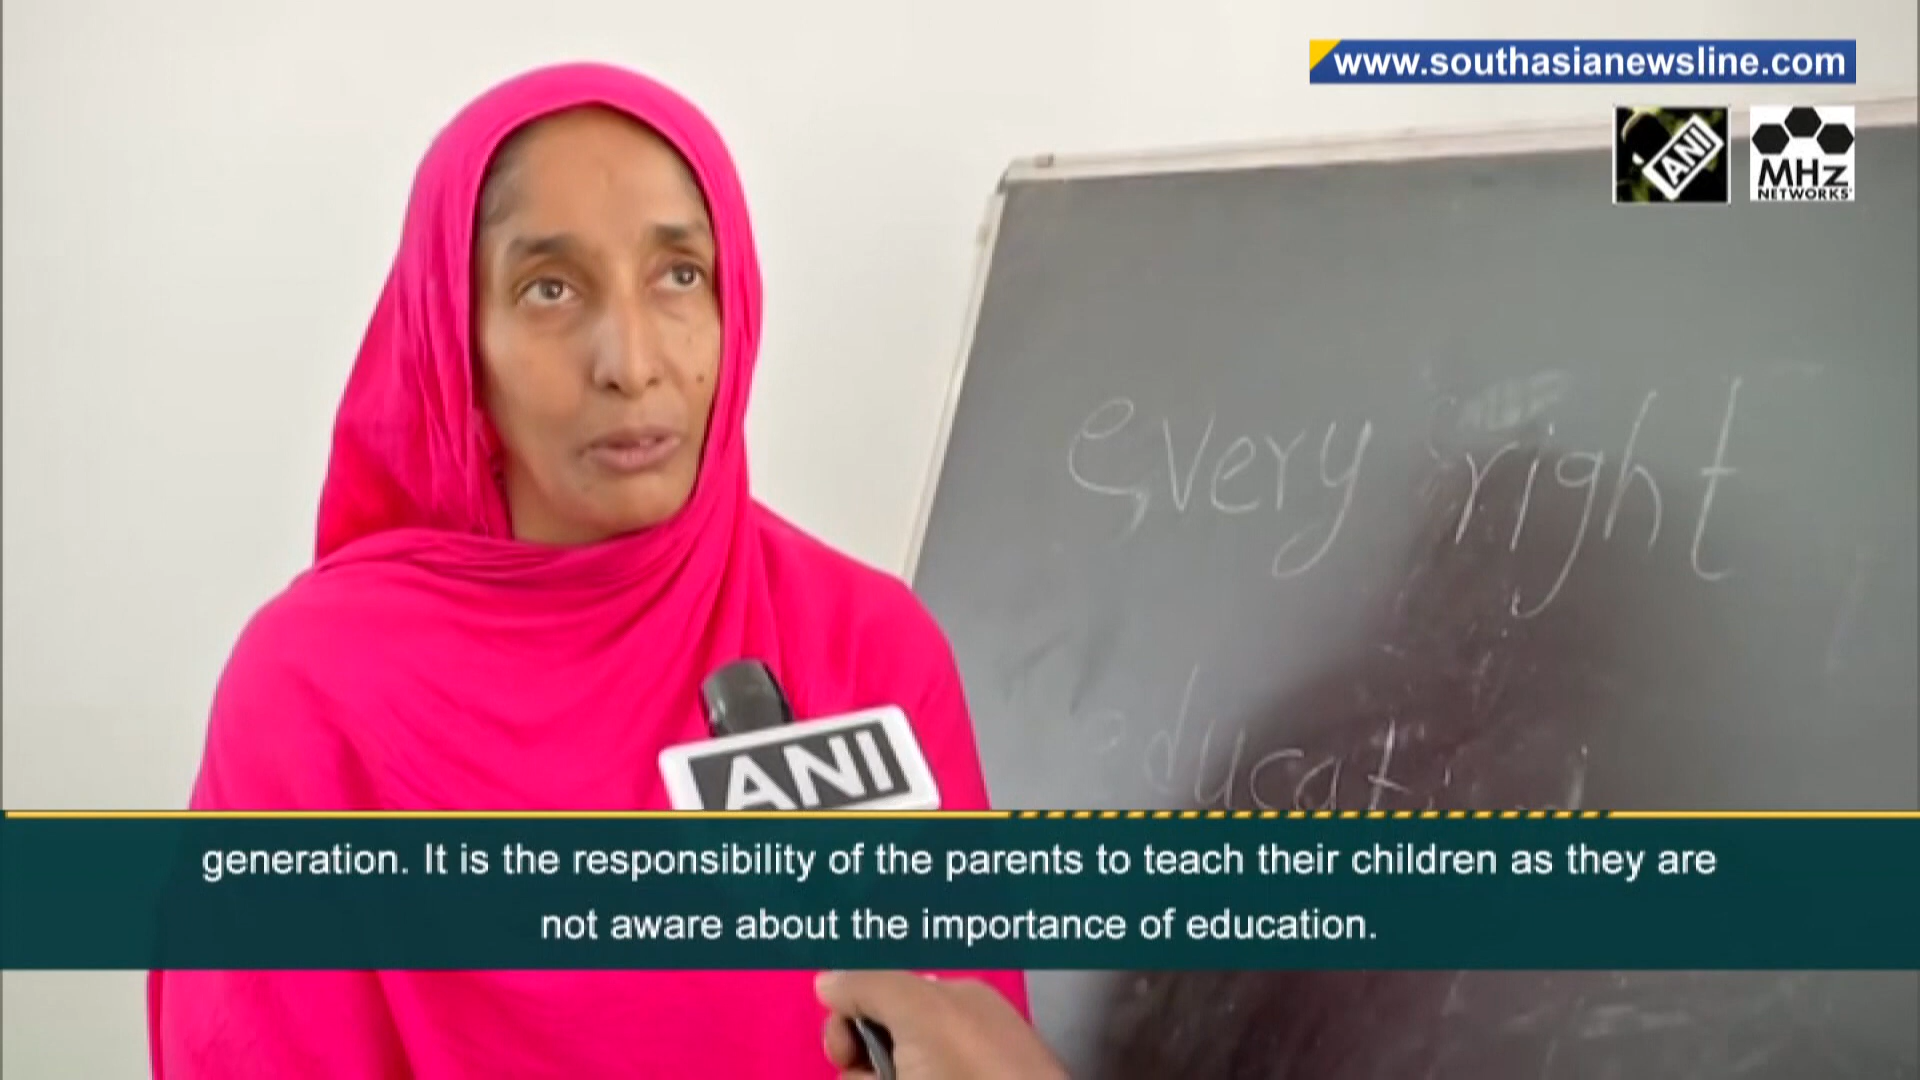 www.southasianewsline.com
ANI
MHz
NETWORKS
every right
educati
ANI
generation. It is the responsibility of the parents to teach their children as they are
not aware about the importance of education.